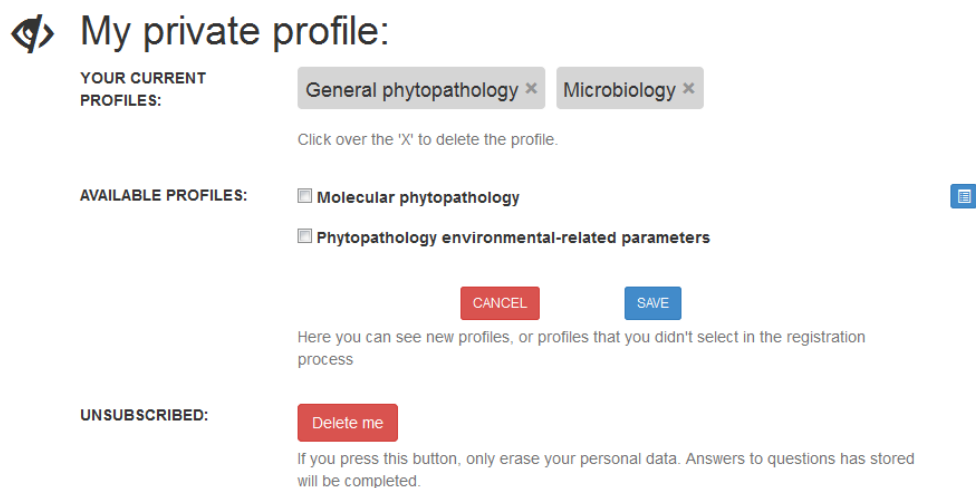 My private profile:
YOUR CURRENT
PROFILES:
General phytopathology × Microbiology ×
Click over the 'X' to delete the profile.
AVAILABLE PROFILES:
Molecular phytopathology
Phytopathology environmental-related parameters
CANCEL SAVE
Here you can see new profiles, or profiles that you didn't select in the registration
process
UNSUBSCRIBED:
Delete me
If you press this button, only erase your personal data. Answers to questions has stored
will be completed.